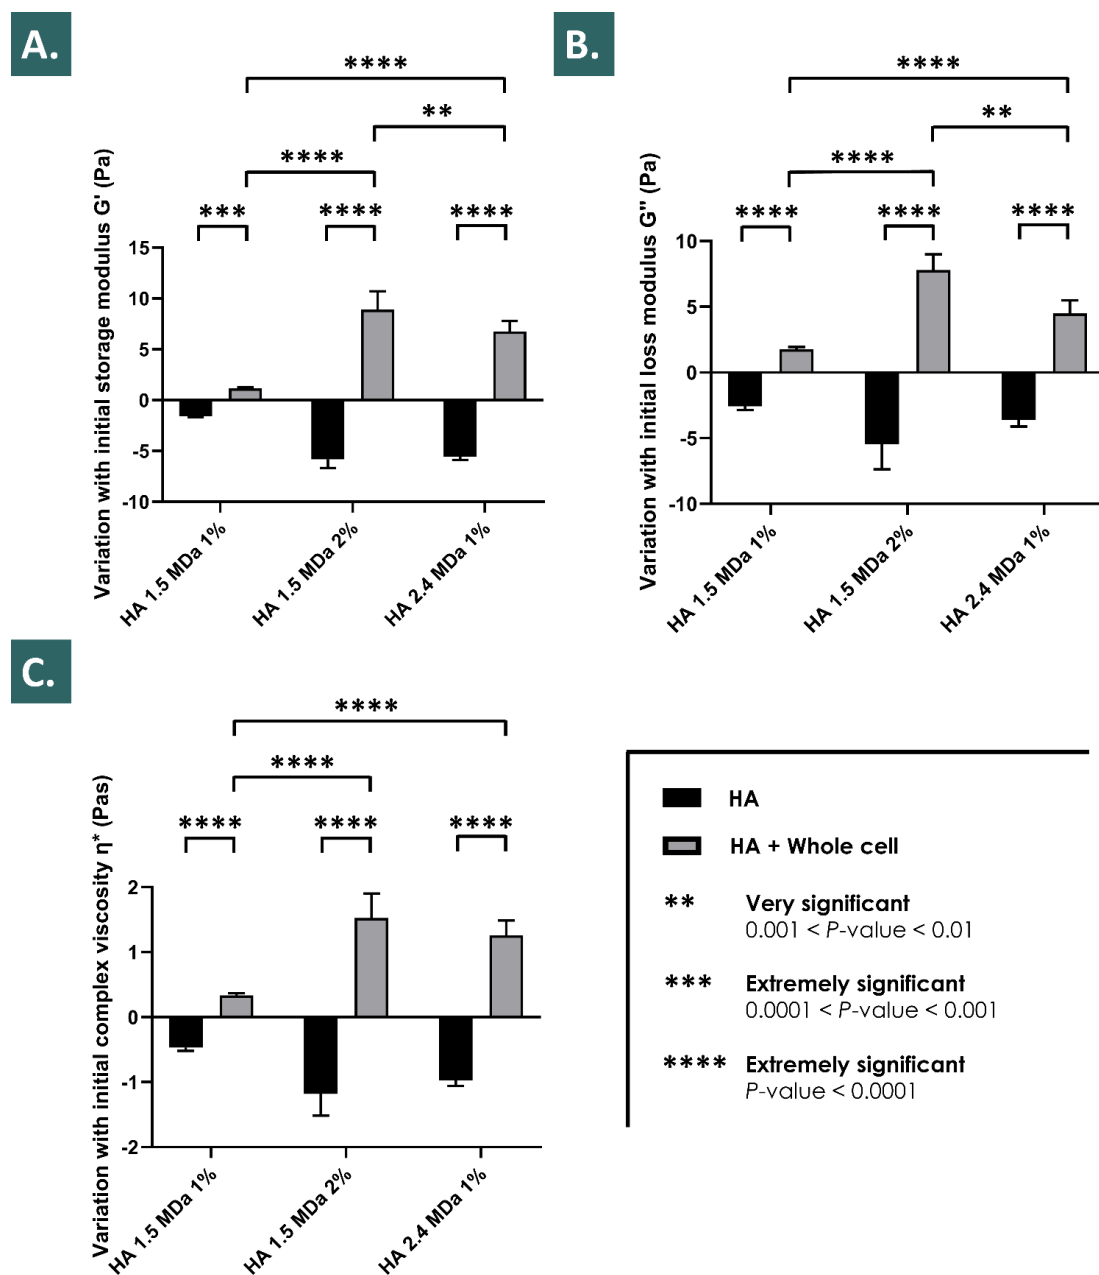 A.
****
**
****
***
****
****
Variation with initial storage modulus G' (Pa)
15
10
5
0
-5
-10
HA 1.5 MDa 1%
HA 1.5 MDa 2%
HA 2.4 MDa 1%
B.
****
**
****
****
****
****
Variation with initial loss modulus G'' (Pa)
10
5
0
-5
-10
HA 1.5 MDa 1%
HA 1.5 MDa 2%
HA 2.4 MDa 1%
C.
****
****
****
****
****
Variation with initial complex viscosity η* (Pas)
2
1
0
-1
-2
HA 1.5 MDa 1%
HA 1.5 MDa 2%
HA 2.4 MDa 1%
HA
HA + Whole cell
** Very significant
0.001 < P-value < 0.01
*** Extremely significant
0.0001 < P-value < 0.001
**** Extremely significant
P-value < 0.0001